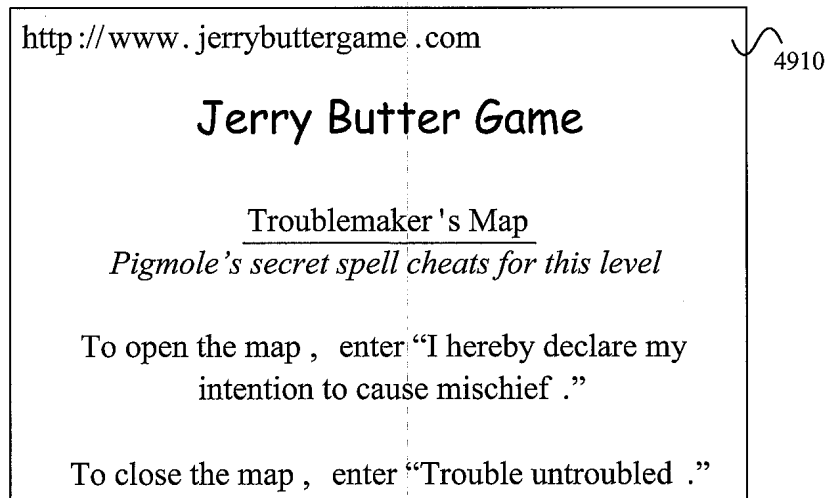 http://www.jerrybuttergame.com
4910
Jerry Butter Game
Troublemaker's Map
Pigmole's secret spell cheats for this level
To open the map , enter “I hereby declare my
intention to cause mischief .”
To close the map , enter “Trouble untroubled .”